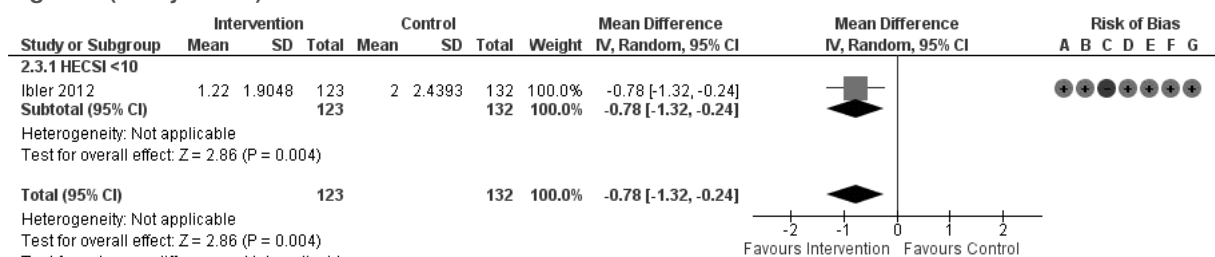 Intervention Control Mean Difference Mean Difference Risk of Bias
Study or Subgroup Mean SD Total Mean SD Total Weight IV, Random, 95% CI IV, Random, 95% CI A B C D E F G
2.3.1 HECSI <10
Ibler 2012 1.22 1.9048 123 2 2.4393 132 100.0% -0.78 [-1.32, -0.24] + + - + + + +
Subtotal (95% CI) 123 132 100.0% -0.78 [-1.32, -0.24]
Heterogeneity: Not applicable
Test for overall effect: Z = 2.86 (P = 0.004)
Total (95% CI) 123 132 100.0% -0.78 [-1.32, -0.24]
Heterogeneity: Not applicable
Test for overall effect: Z = 2.86 (P = 0.004)
-2 -1 0 1 2
Favours Intervention Favours Control